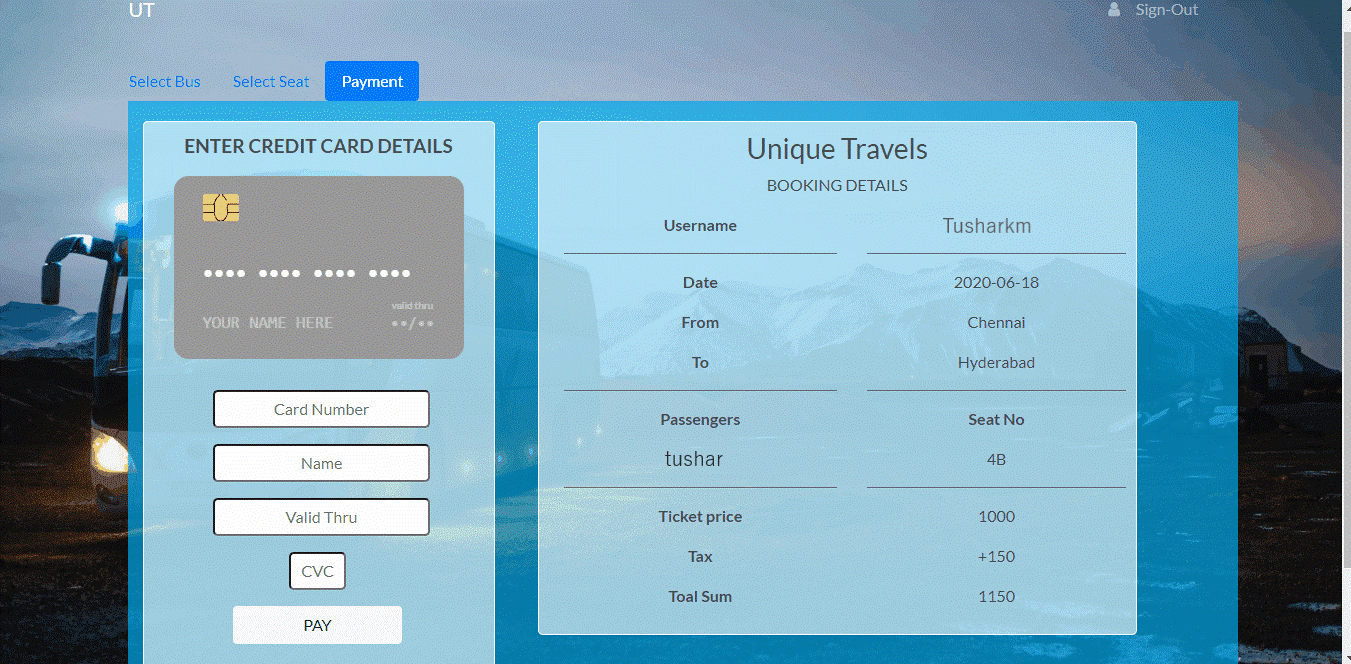 UT
Sign-Out
Select Bus Select Seat Payment
ENTER CREDIT CARD DETAILS
•••• •••• •••• ••••
valid thru
YOUR NAME HERE ••/••
Card Number
Name
Valid Thru
CVC
PAY
Unique Travels
BOOKING DETAILS
Username Tusharkm
Date 2020-06-18
From Chennai
To Hyderabad
Passengers Seat No
tushar 4B
Ticket price 1000
Tax +150
Toal Sum 1150